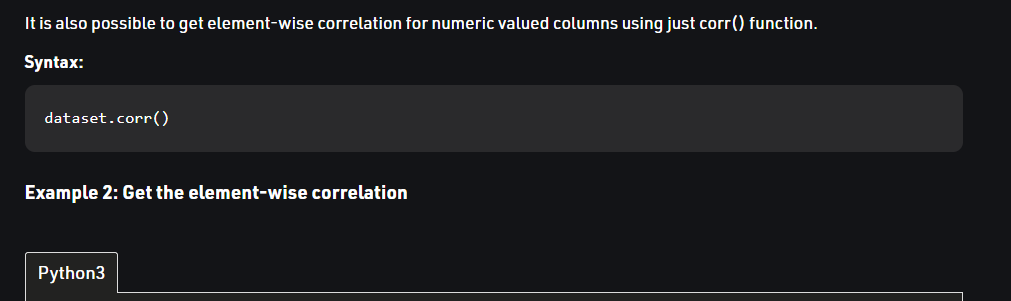 It is also possible to get element-wise correlation for numeric valued columns using just corr() function.
Syntax:
dataset.corr()
Example 2: Get the element-wise correlation
Python3